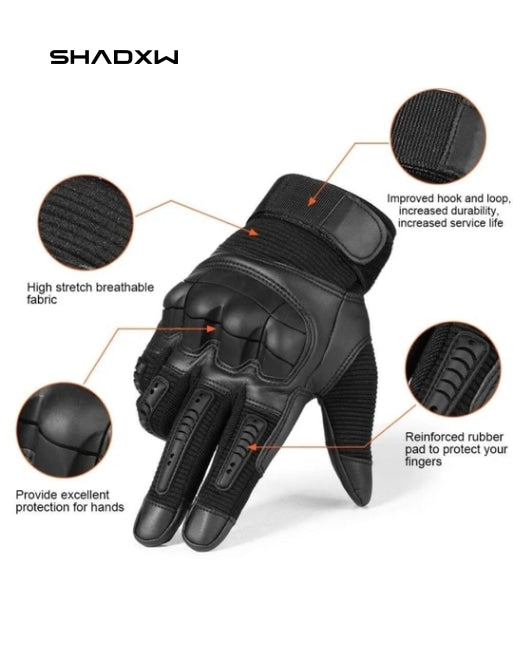 SHADXW
Improved hook and loop,
increased durability,
increased service life
High stretch breathable
fabric
Reinforced rubber
pad to protect your
fingers
Provide excellent
protection for hands